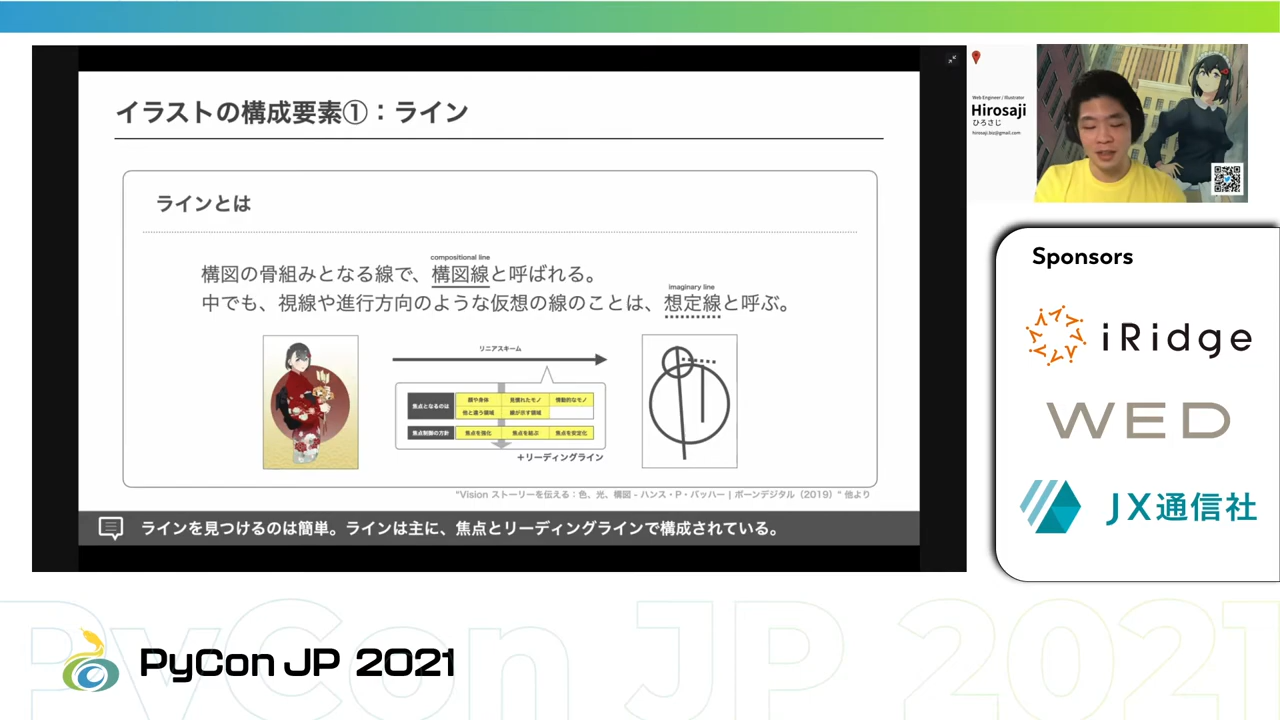 イラストの構成要素①：ライン
ラインとは
compositional line
構図の骨組みとなる線で、構図線と呼ばれる。
imaginary line
中でも、視線や進行方向のような仮想の線のことは、想定線と呼ぶ。
リニアスキーム
焦点となるのは
顔や身体
見慣れたモノ
情動的なモノ
他と違う領域
線が示す領域
焦点制御の方針
焦点を強化
焦点を結ぶ
焦点を安定化
＋リーディングライン
"Vision ストーリーを伝える：色、光、構図 - ハンス・P・バッハー | ボーンデジタル（2019）" 他より
ラインを見つけるのは簡単。ラインは主に、焦点とリーディングラインで構成されている。
Web Engineer / Illustrator
Hirosaji
ひろさじ
hirosaji.biz@gmail.com
Sponsors
iRidge
WED
JX通信社
PyCon JP 2021
PyCon JP 2021